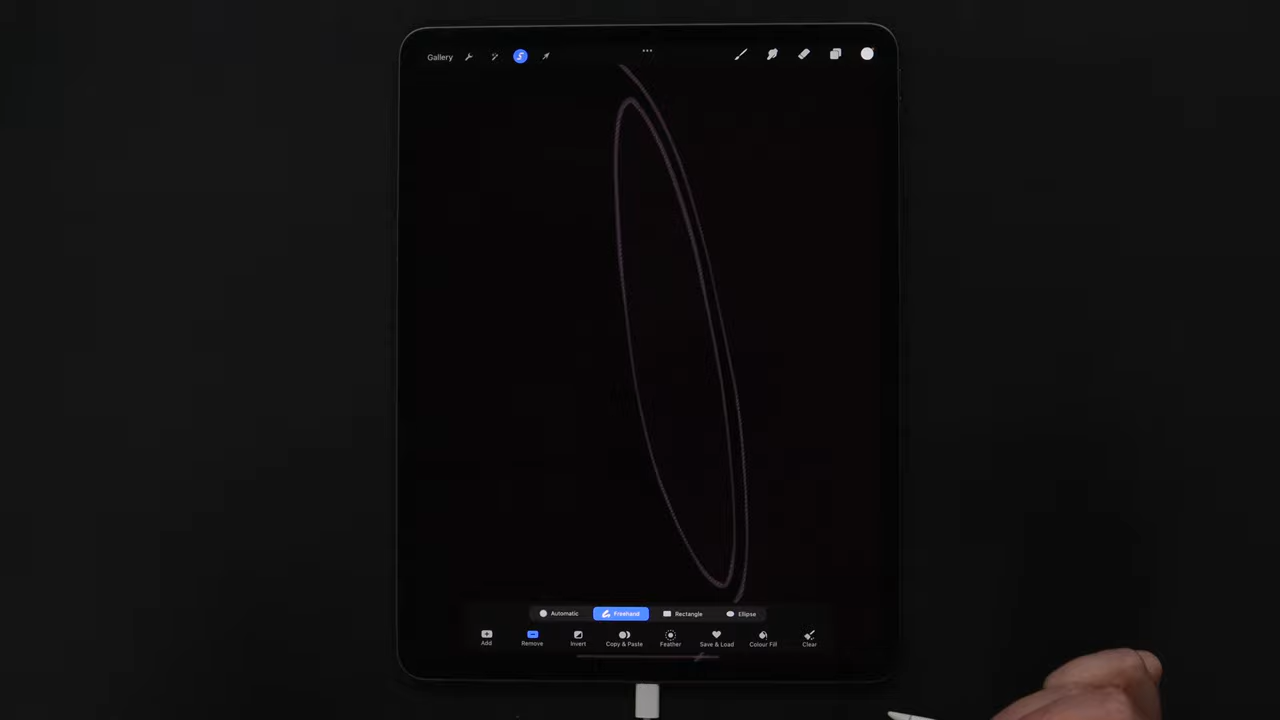 Gallery
Automatic Freehand Rectangle Ellipse
Add Remove Invert Copy & Paste Feather Save & Load Colour Fill Clear